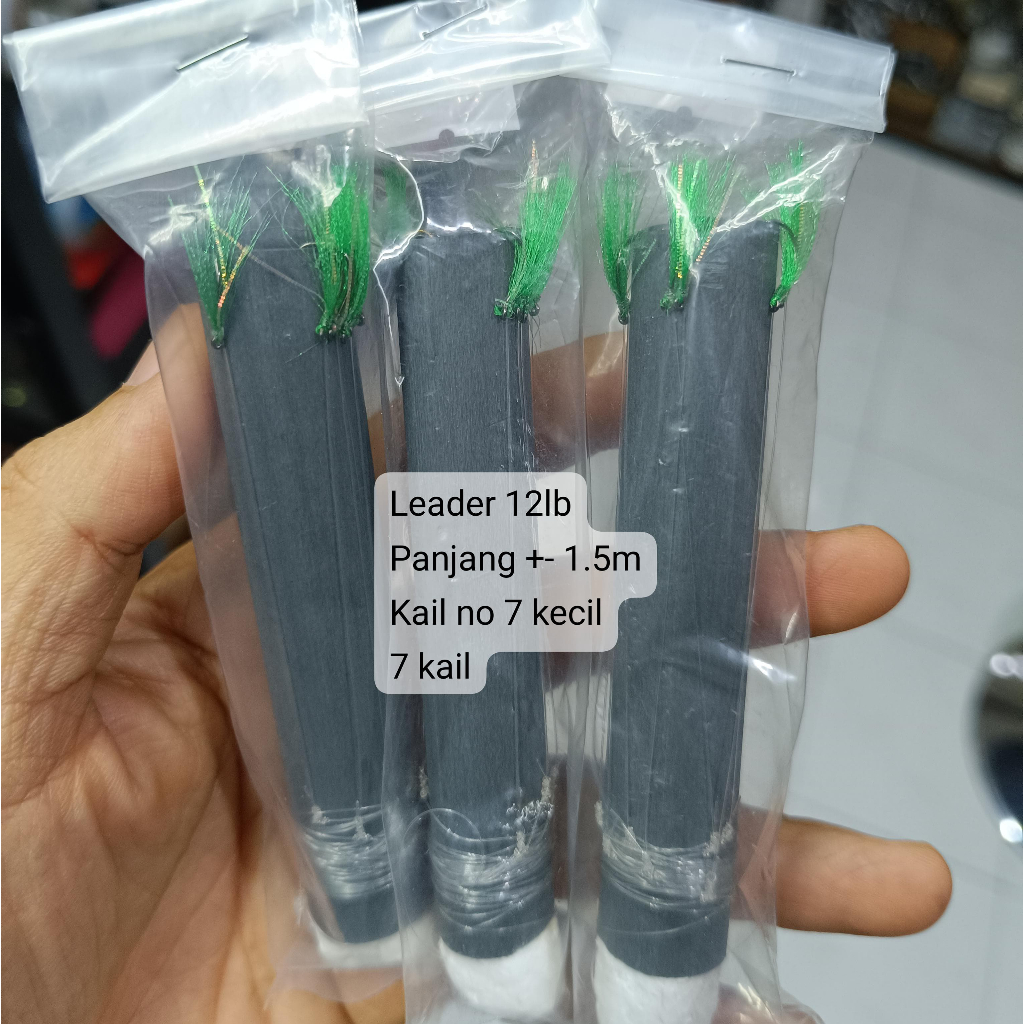 Leader 12lb
Panjang +- 1.5m
Kail no 7 kecil
7 kail